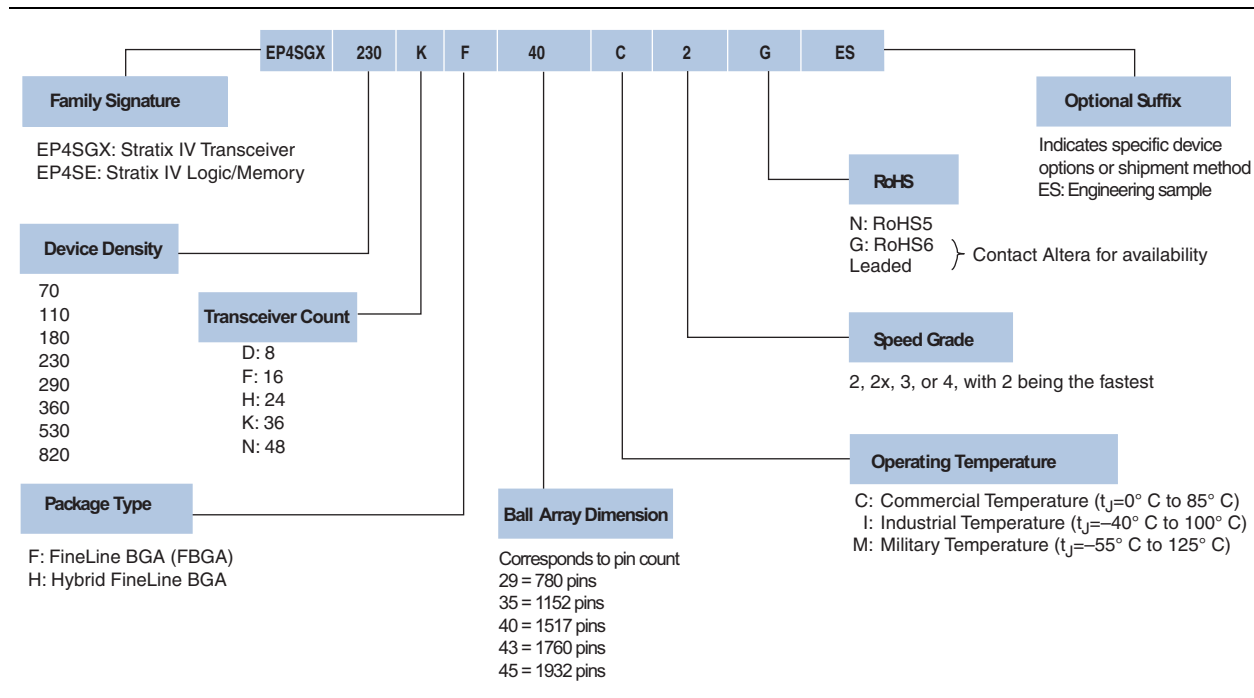 EP4SGX 230 K F 40 C 2 G ES
Family Signature
EP4SGX: Stratix IV Transceiver
EP4SE: Stratix IV Logic/Memory
Optional Suffix
Indicates specific device
options or shipment method
ES: Engineering sample
RoHS
N: RoHS5
G: RoHS6
Leaded
Contact Altera for availability
Device Density
70
110
180
230
290
360
530
820
Transceiver Count
D: 8
F: 16
H: 24
K: 36
N: 48
Speed Grade
2, 2x, 3, or 4, with 2 being the fastest
Operating Temperature
C: Commercial Temperature (tJ=0° C to 85° C)
I: Industrial Temperature (tJ=–40° C to 100° C)
M: Military Temperature (tJ=–55° C to 125° C)
Package Type
F: FineLine BGA (FBGA)
H: Hybrid FineLine BGA
Ball Array Dimension
Corresponds to pin count
29 = 780 pins
35 = 1152 pins
40 = 1517 pins
43 = 1760 pins
45 = 1932 pins